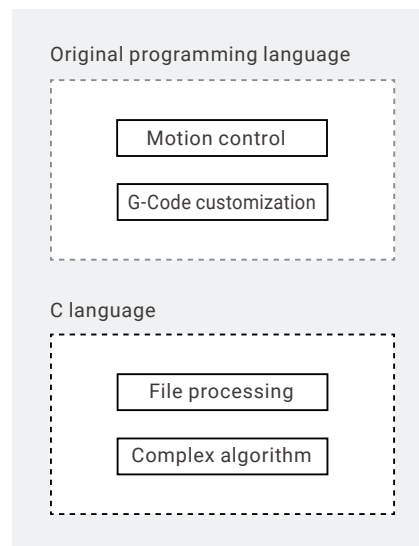 Original programming language
Motion control
G-Code customization
C language
File processing
Complex algorithm